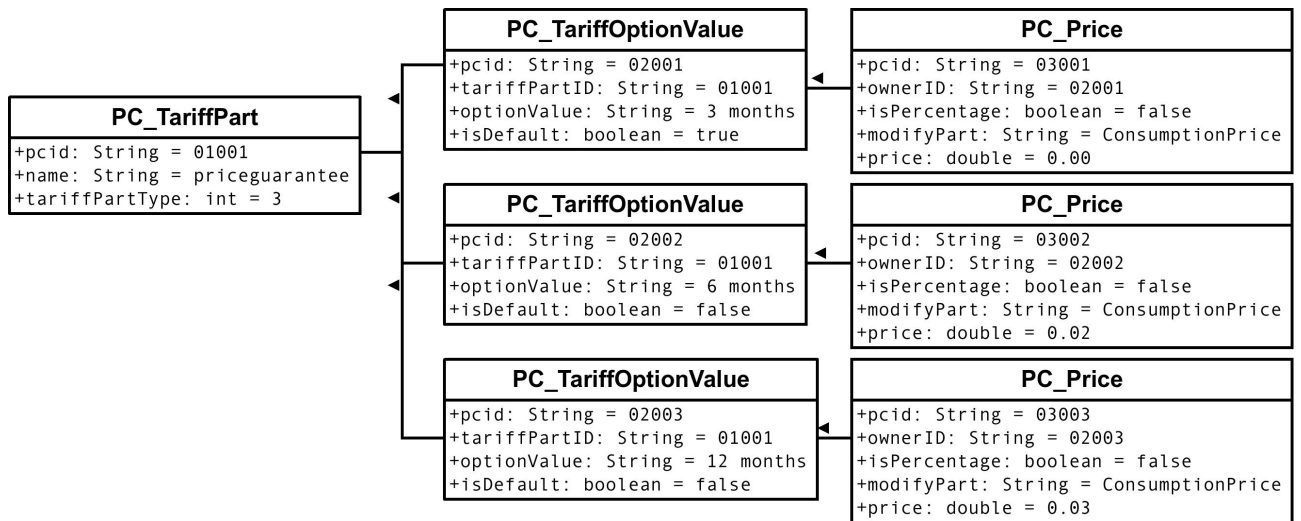 PC_TariffPart
+pcid: String = 01001
+name: String = priceguarantee
+tariffPartType: int = 3
PC_TariffOptionValue
+pcid: String = 02001
+tariffPartID: String = 01001
+optionValue: String = 3 months
+isDefault: boolean = true
PC_Price
+pcid: String = 03001
+ownerID: String = 02001
+isPercentage: boolean = false
+modifyPart: String = ConsumptionPrice
+price: double = 0.00
PC_TariffOptionValue
+pcid: String = 02002
+tariffPartID: String = 01001
+optionValue: String = 6 months
+isDefault: boolean = false
PC_Price
+pcid: String = 03002
+ownerID: String = 02002
+isPercentage: boolean = false
+modifyPart: String = ConsumptionPrice
+price: double = 0.02
PC_TariffOptionValue
+pcid: String = 02003
+tariffPartID: String = 01001
+optionValue: String = 12 months
+isDefault: boolean = false
PC_Price
+pcid: String = 03003
+ownerID: String = 02003
+isPercentage: boolean = false
+modifyPart: String = ConsumptionPrice
+price: double = 0.03